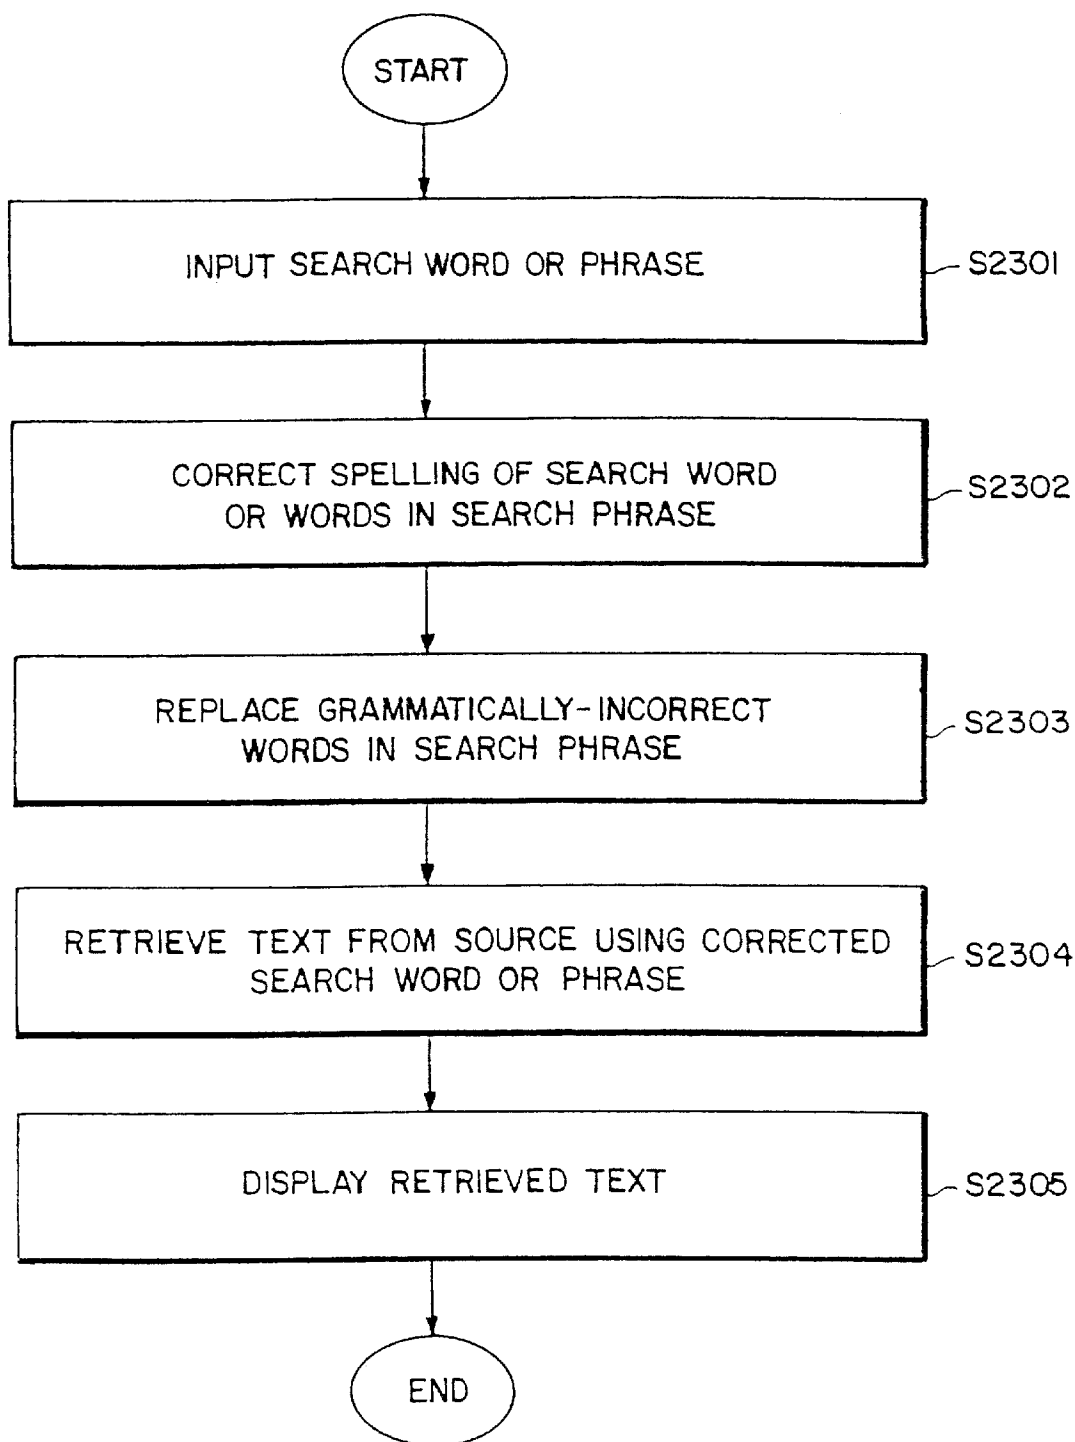 START
INPUT SEARCH WORD OR PHRASE
S2301
CORRECT SPELLING OF SEARCH WORD
OR WORDS IN SEARCH PHRASE
S2302
REPLACE GRAMMATICALLY-INCORRECT
WORDS IN SEARCH PHRASE
S2303
RETRIEVE TEXT FROM SOURCE USING CORRECTED
SEARCH WORD OR PHRASE
S2304
DISPLAY RETRIEVED TEXT
S2305
END